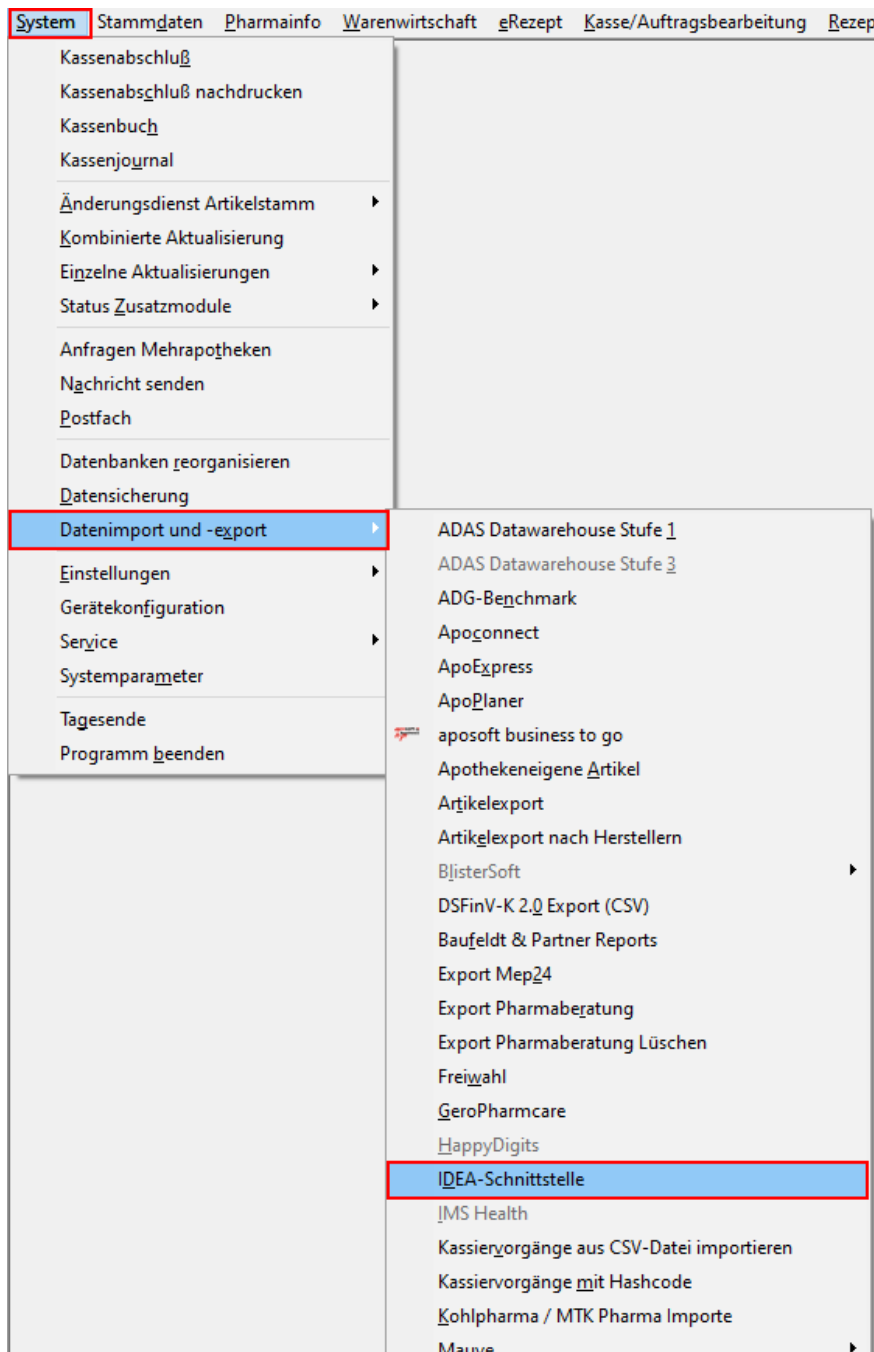 System Stammdaten Pharmainfo Warenwirtschaft eRezept Kasse/Auftragsbearbeitung Rezep
Kassenabschluß
Kassenabschluß nachdrucken
Kassenbuch
Kassenjournal
Änderungsdienst Artikelstamm
Kombinierte Aktualisierung
Einzelne Aktualisierungen
Status Zusatzmodule
Anfragen Mehrapotheken
Nachricht senden
Postfach
Datenbanken reorganisieren
Datensicherung
Datenimport und -export
Einstellungen
Gerätekonfiguration
Service
Systemparameter
Tagesende
Programm beenden
ADAS Datawarehouse Stufe 1
ADAS Datawarehouse Stufe 3
ADG-Benchmark
Apoconnect
ApoExpress
ApoPlaner
aposoft business to go
Apothekeneigene Artikel
Artikelexport
Artikelexport nach Herstellern
BlisterSoft
DSFinV-K 2.0 Export (CSV)
Baufeldt & Partner Reports
Export Mep24
Export Pharmaberatung
Export Pharmaberatung Lüschen
Freiwahl
GeroPharmcare
HappyDigits
IDEA-Schnittstelle
IMS Health
Kassiervorgänge aus CSV-Datei importieren
Kassiervorgänge mit Hashcode
Kohlpharma / MTK Pharma Importe
Mauve